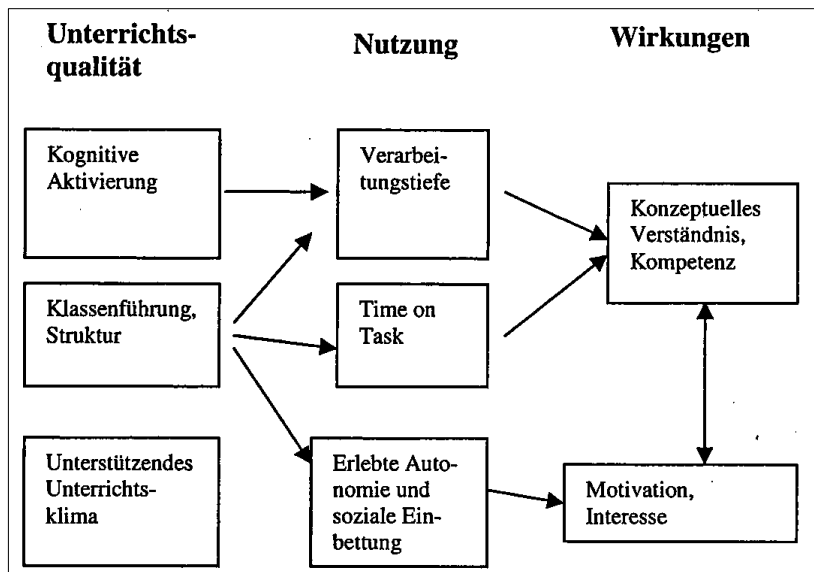 Unterrichts-
qualität
Nutzung
Wirkungen
Kognitive
Aktivierung
Verarbei-
tungstiefe
Konzeptuelles
Verständnis,
Kompetenz
Klassenführung,
Struktur
Time on
Task
Unterstützendes
Unterrichts-
klima
Erlebte Auto-
nomie und
soziale Ein-
bettung
Motivation,
Interesse